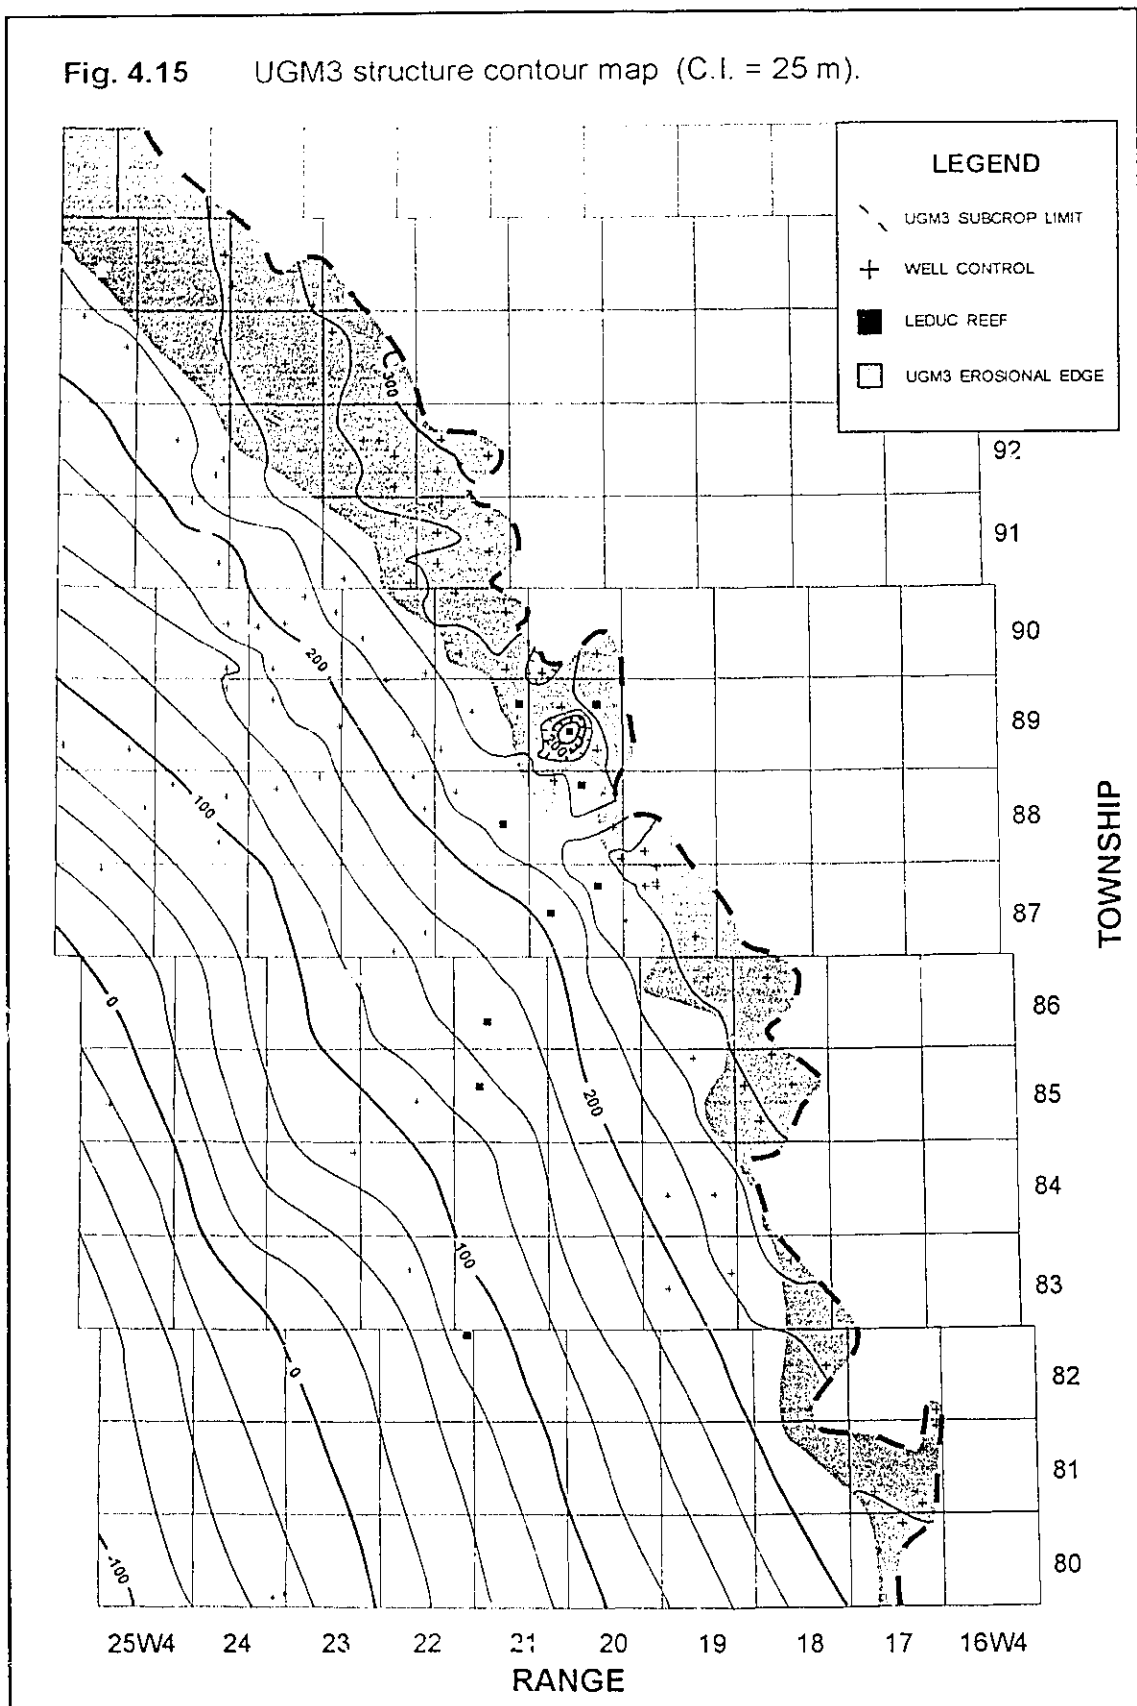 Fig. 4.15 UGM3 structure contour map (C.I. = 25 m).
LEGEND
UGM3 SUBCROP LIMIT
WELL CONTROL
LEDUC REEF
UGM3 EROSIONAL EDGE
300
92
91
90
200
89
200
88
100
87
0
86
85
200
84
100
83
0
82
81
-100
80
TOWNSHIP
25W4 24 23 22 21 20 19 18 17 16W4
RANGE